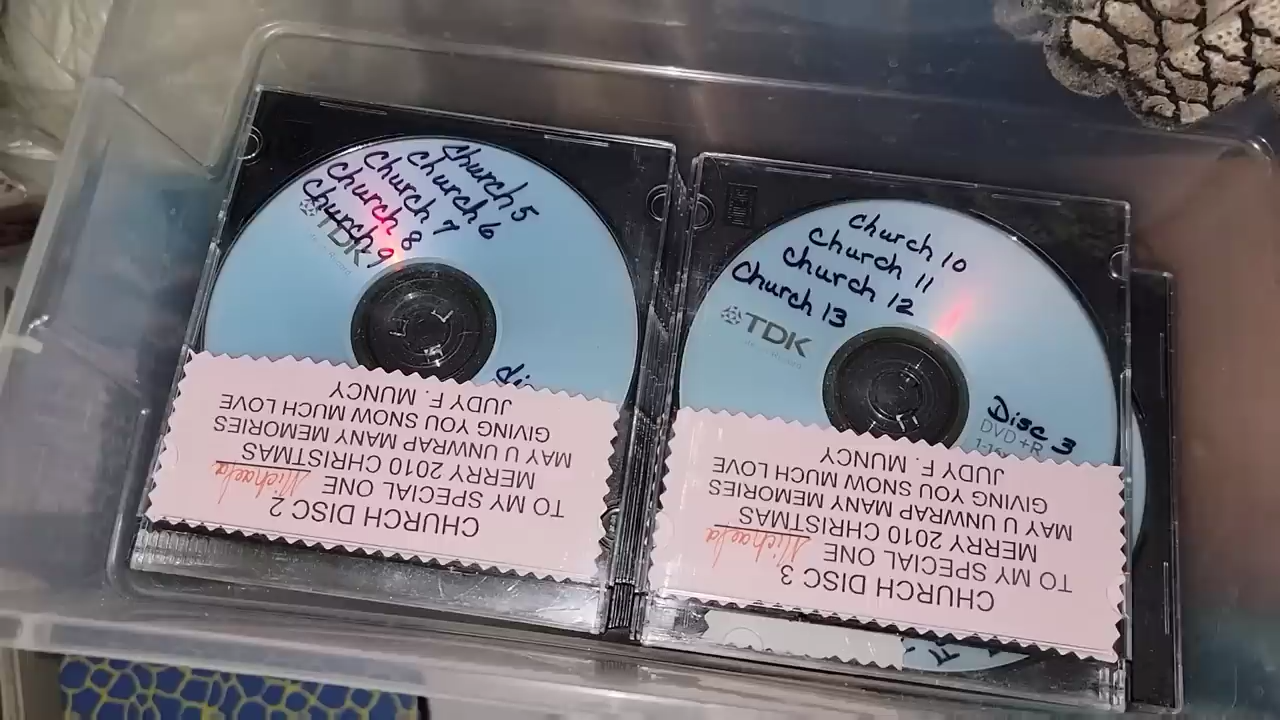 Church 5
Church 6
Church 7
Church 8
Church 9
TDK
CHURCH DISC 2
TO MY SPECIAL ONE Michaela
MERRY 2010 CHRISTMAS
MAY U UNWRAP MANY MEMORIES
GIVING YOU SNOW MUCH LOVE
JUDY F. MUNCY
Church 10
Church 11
Church 12
Church 13
TDK
Disc 3
DVD+R
CHURCH DISC 3
TO MY SPECIAL ONE Michaela
MERRY 2010 CHRISTMAS
MAY U UNWRAP MANY MEMORIES
GIVING YOU SNOW MUCH LOVE
JUDY F. MUNCY